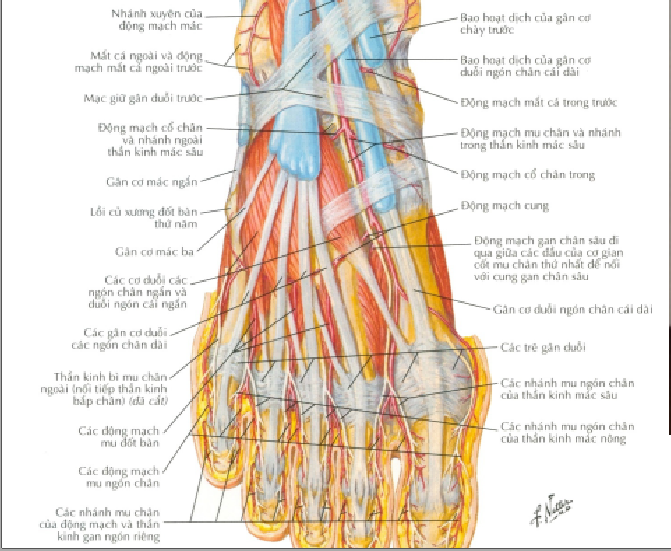 Nhánh xuyên của
động mạch mác
Mắt cá ngoài và động
mạch mắt cá ngoài trước
Mạc giữ gân duỗi trước
Động mạch cổ chân
và nhánh ngoài
thần kinh mác sâu
Gân cơ mác ngắn
Lồi củ xương đốt bàn
thứ năm
Gân cơ mác ba
Các cơ duỗi các
ngón chân ngắn và
duỗi ngón cái ngắn
Các gân cơ duỗi
các ngón chân dài
Thần kinh bì mu chân
ngoài (nối tiếp thần kinh
bắp chân) (đã cắt)
Các động mạch
mu đốt bàn
Các động mạch
mu ngón chân
Các nhánh mu chân
của động mạch và thần
kinh gan ngón riêng
Bao hoạt dịch của gân cơ
chày trước
Bao hoạt dịch của gân cơ
duỗi ngón chân cái dài
Động mạch mắt cá trong trước
Động mạch mu chân và nhánh
trong thần kinh mác sâu
Động mạch cổ chân trong
Động mạch cung
Động mạch gan chân sâu đi
qua giữa các đầu của cơ gian
cốt mu chân thứ nhất để nối
với cung gan chân sâu
Gân cơ duỗi ngón chân cái dài
Các trẽ gân duỗi
Các nhánh mu ngón chân
của thần kinh mác sâu
Các nhánh mu ngón chân
của thần kinh mác nông
F. Netter